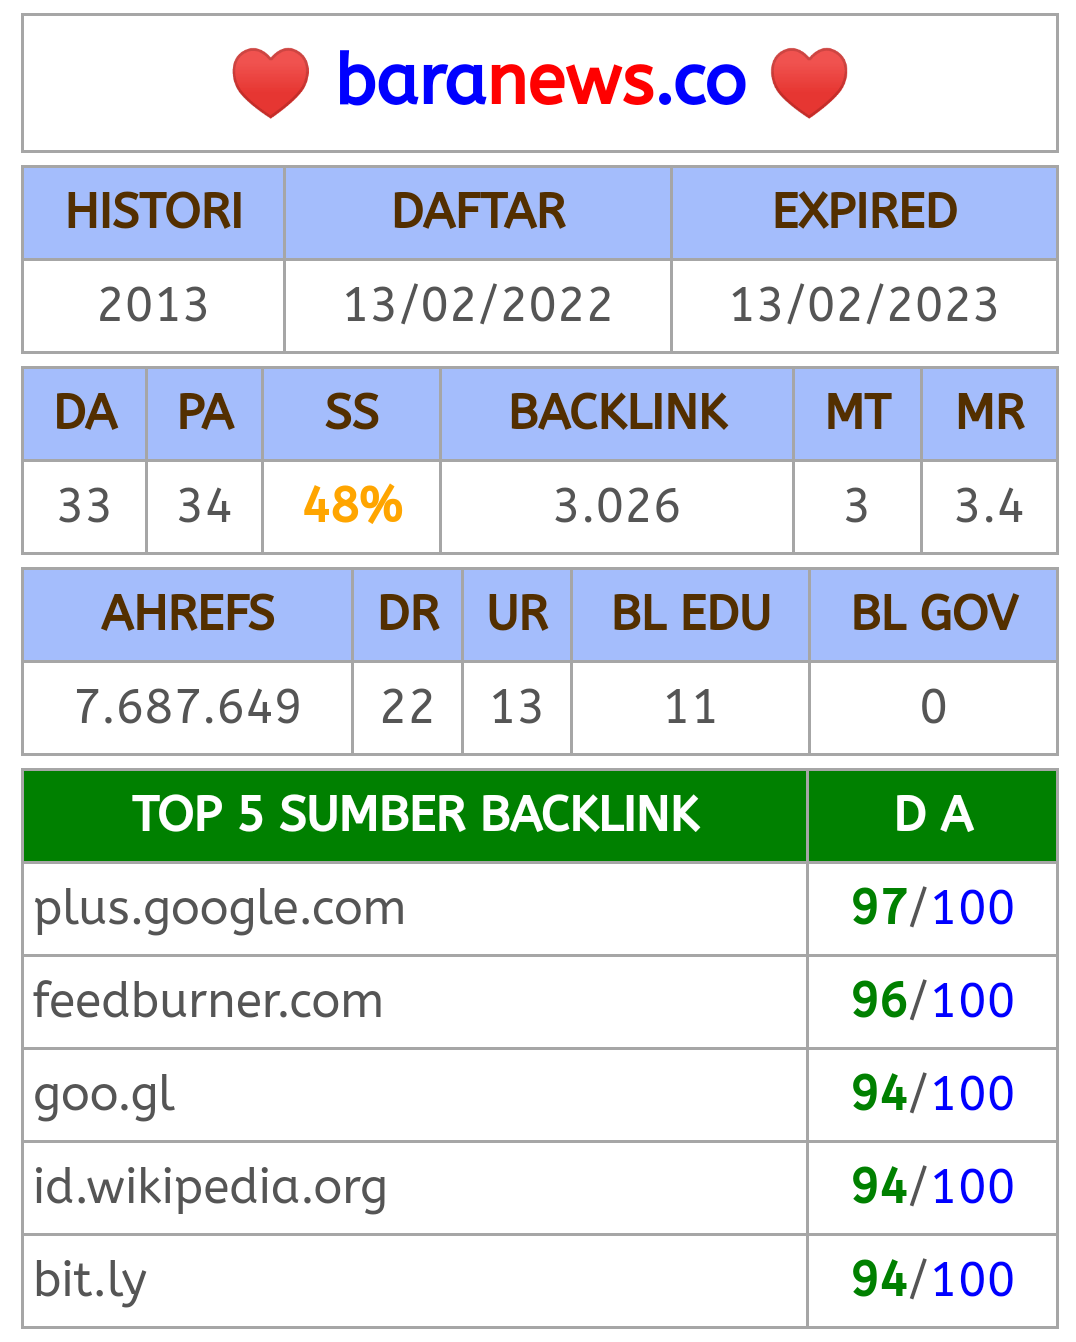 ❤️ baranews.co ❤️
HISTORI DAFTAR EXPIRED
2013 13/02/2022 13/02/2023
DA PA SS BACKLINK MT MR
33 34 48% 3.026 3 3.4
AHREFS DR UR BL EDU BL GOV
7.687.649 22 13 11 0
TOP 5 SUMBER BACKLINK D A
plus.google.com 97/100
feedburner.com 96/100
goo.gl 94/100
id.wikipedia.org 94/100
bit.ly 94/100